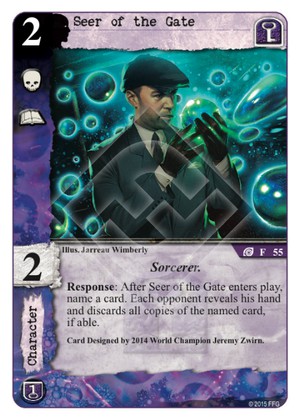 2
Seer of the Gate
Illus. Jarreau Wimberly
F 55
2
Sorcerer.
Response: After Seer of the Gate enters play,
name a card. Each opponent reveals his hand
and discards all copies of the named card,
if able.
Card Designed by 2014 World Champion Jeremy Zwirn.
Character
1
©2015 FFG